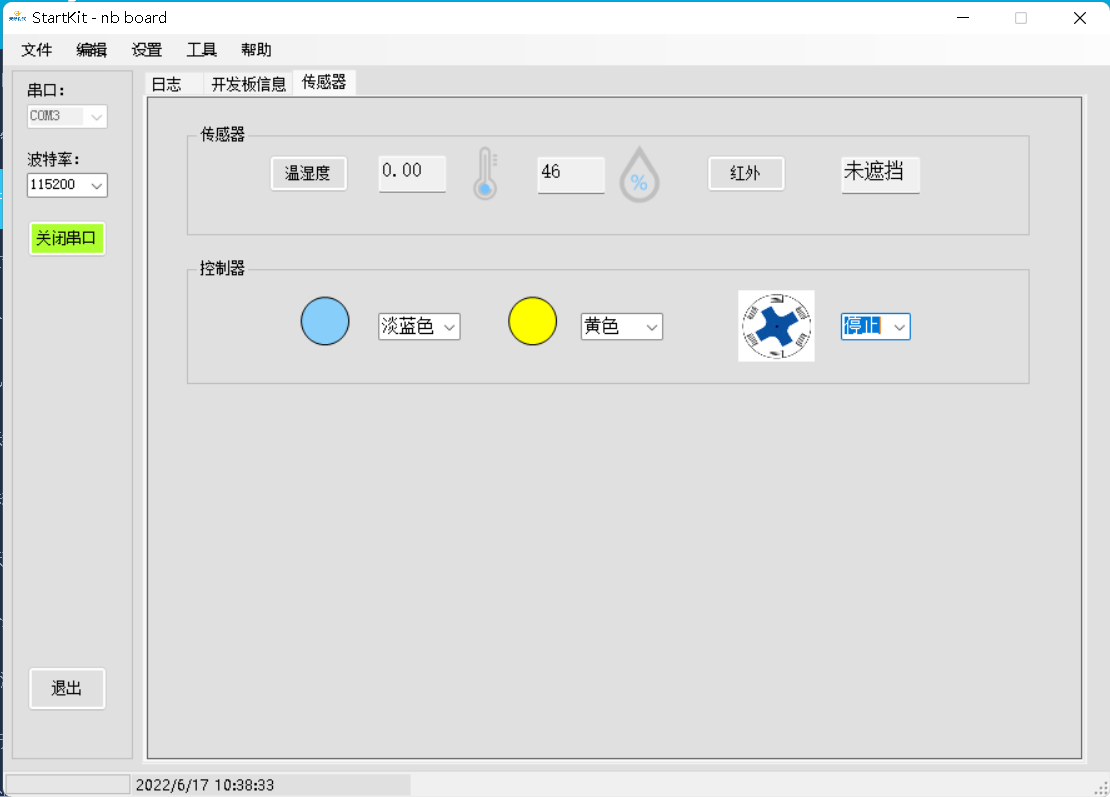 StartKit - nb board
文件 编辑 设置 工具 帮助
串口：
COM3
波特率：
115200
关闭串口
退出
日志 开发板信息 传感器
传感器
温湿度 0.00 46 % 红外 未遮挡
控制器
淡蓝色 黄色 停止
2022/6/17 10:38:33